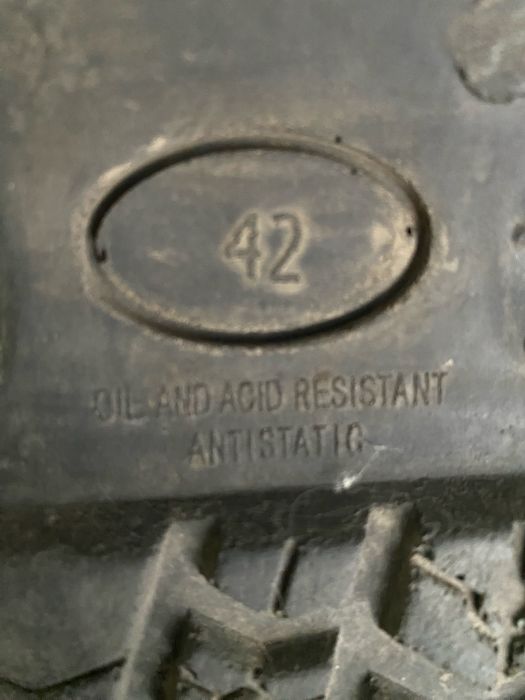 42
OIL AND ACID RESISTANT
ANTISTATIC